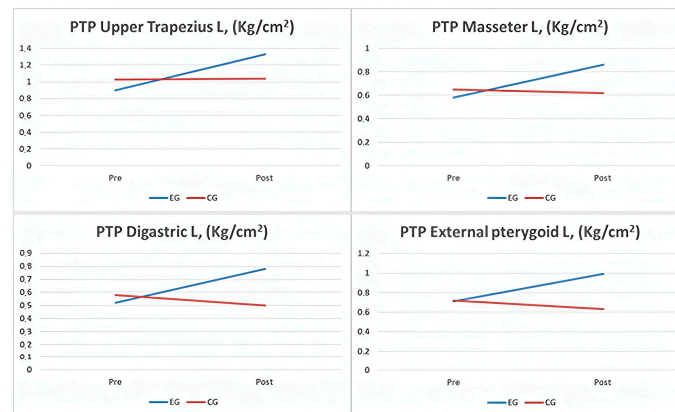 PTP Upper Trapezius L, (Kg/cm²)
1,4
1,2
1
0,8
0,6
0,4
0,2
0
Pre Post
EG CG
PTP Masseter L, (Kg/cm²)
1
0.8
0.6
0.4
0.2
0
Pre Post
EG CG
PTP Digastric L, (Kg/cm²)
0,9
0,8
0,7
0,6
0,5
0,4
0,3
0,2
0,1
0
Pre Post
EG CG
PTP External pterygoid L, (Kg/cm²)
1.2
1
0.8
0.6
0.4
0.2
0
Pre Post
EG CG